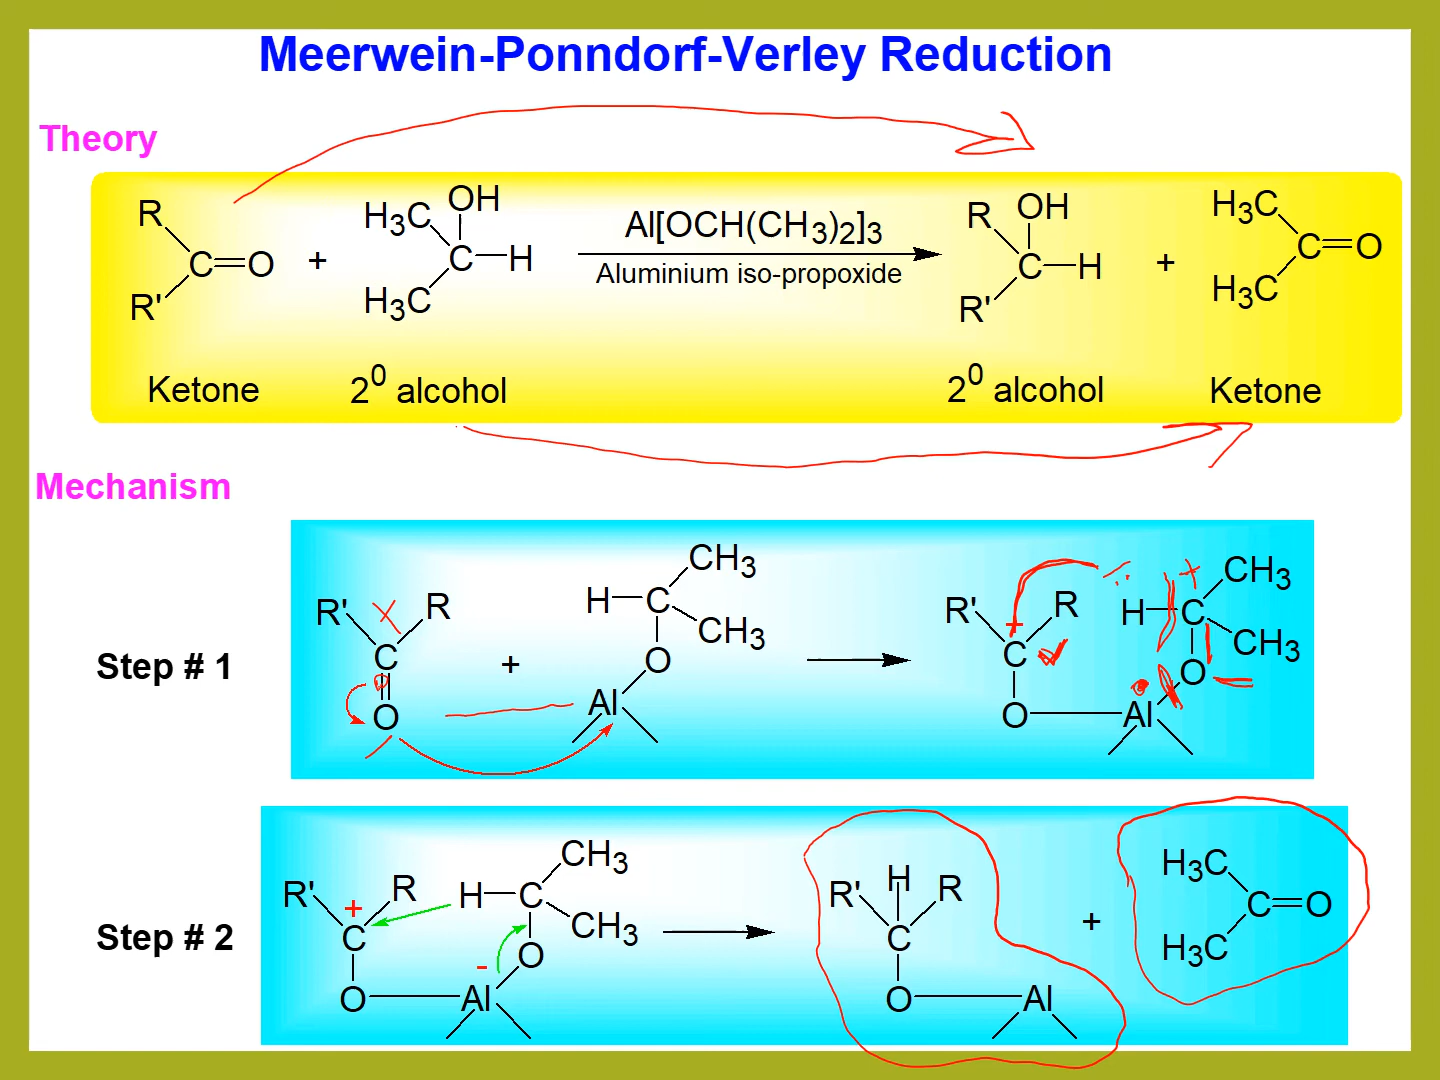 Meerwein-Ponndorf-Verley Reduction
Theory
R
R'
C=O
+
H3C
OH
C-H
H3C
Al[OCH(CH3)2]3
Aluminium iso-propoxide
R
OH
C-H
R'
+
H3C
C=O
H3C
Ketone
2⁰ alcohol
2⁰ alcohol
Ketone
Mechanism
Step # 1
R'
R
C
O
+
CH3
H-C
CH3
O
Al
R'
+
R
C
O
Al
H-C
CH3
CH3
O
Step # 2
R'
+
R
C
O
-
Al
H-C
CH3
CH3
O
R'
H
R
C
O
Al
+
H3C
C=O
H3C